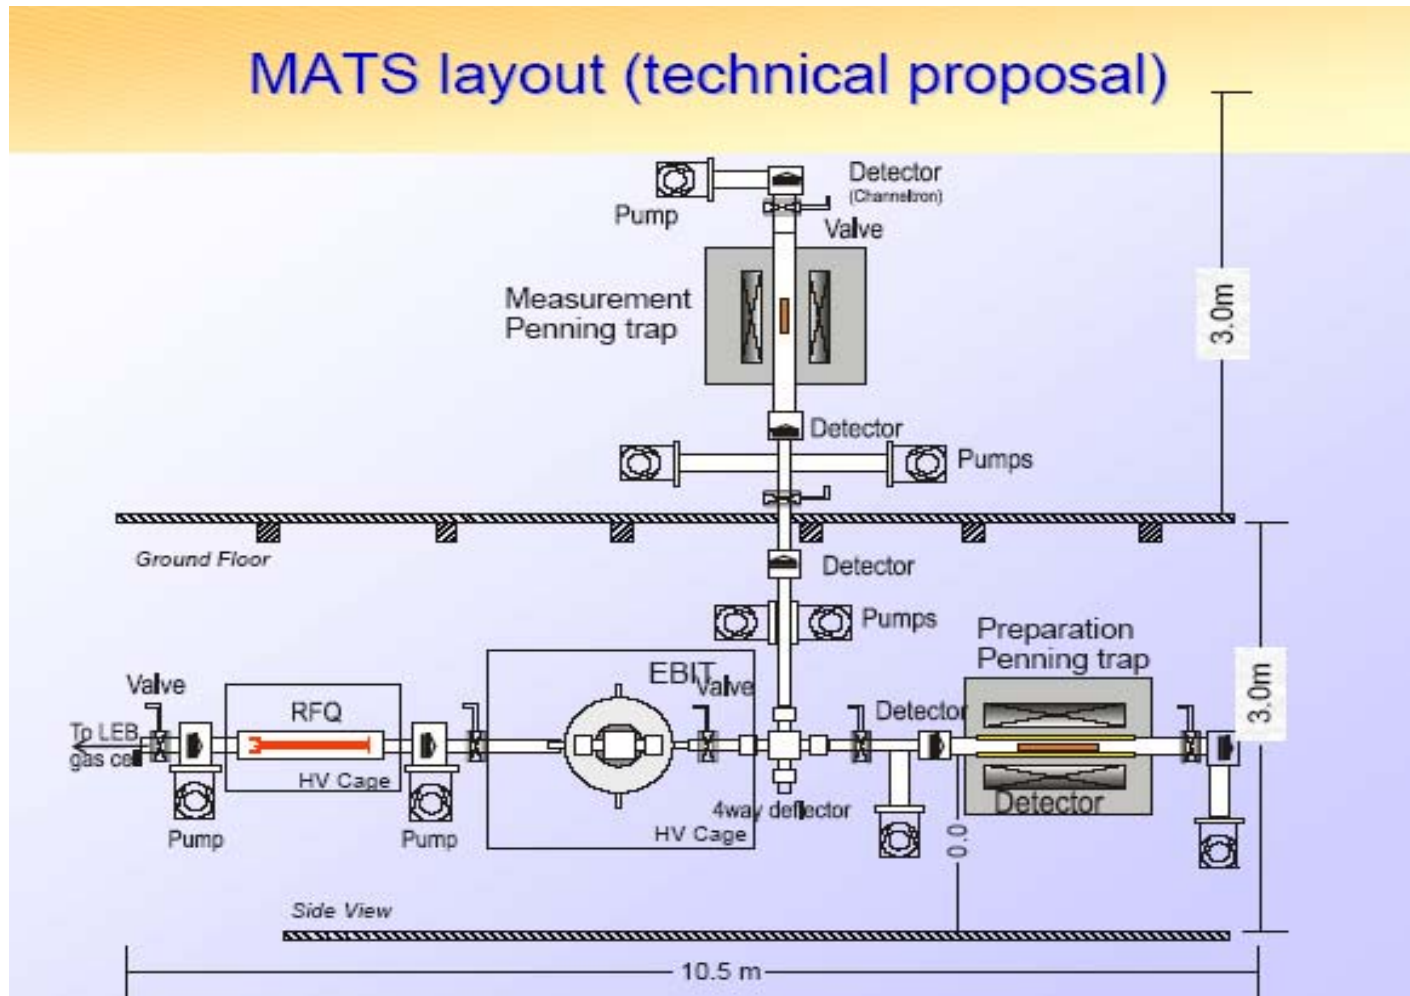 MATS layout (technical proposal)
Detector
(Channeltron)
Pump
Valve
Measurement
Penning trap
3.0m
Detector
Pumps
Ground Floor
Detector
Pumps
Preparation
Penning trap
EBIT
Valve
Valve
RFQ
Detector
3.0m
To LEB
gas cell
HV Cage
4way deflector
Detector
Pump
Pump
HV Cage
0.0
Side View
10.5 m